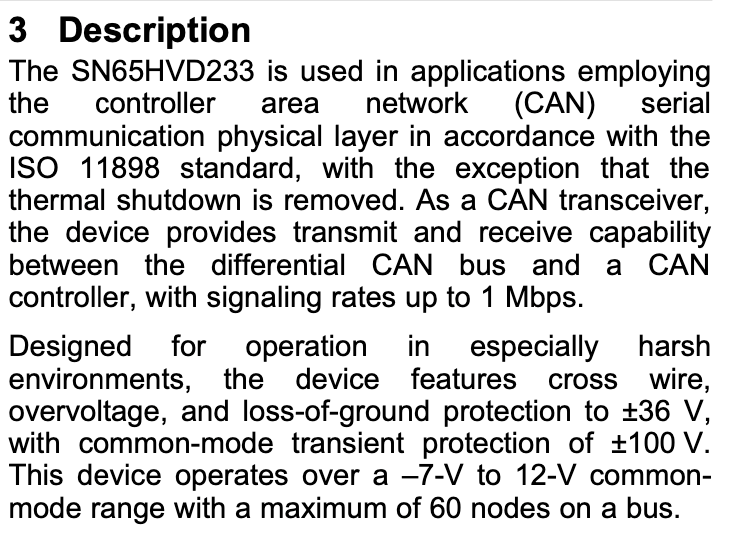 3 Description
The SN65HVD233 is used in applications employing
the controller area network (CAN) serial
communication physical layer in accordance with the
ISO 11898 standard, with the exception that the
thermal shutdown is removed. As a CAN transceiver,
the device provides transmit and receive capability
between the differential CAN bus and a CAN
controller, with signaling rates up to 1 Mbps.
Designed for operation in especially harsh
environments, the device features cross wire,
overvoltage, and loss-of-ground protection to ±36 V,
with common-mode transient protection of ±100 V.
This device operates over a –7-V to 12-V common-
mode range with a maximum of 60 nodes on a bus.